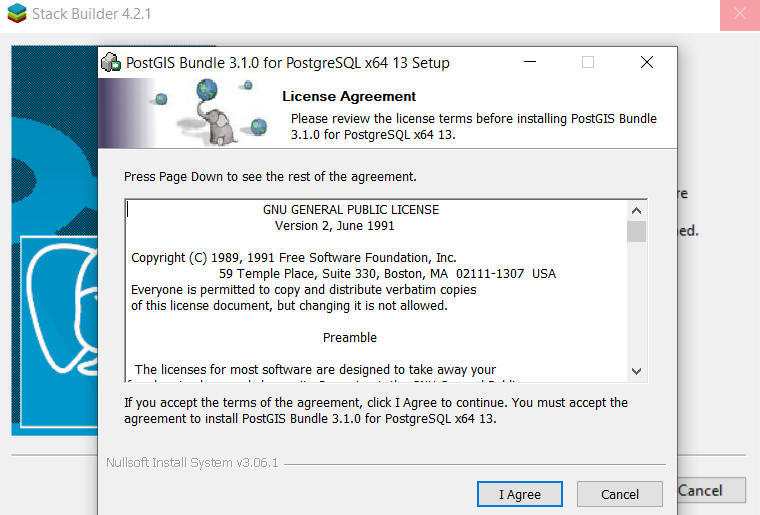 Stack Builder 4.2.1
PostGIS Bundle 3.1.0 for PostgreSQL x64 13 Setup
License Agreement
Please review the license terms before installing PostGIS Bundle
3.1.0 for PostgreSQL x64 13.
Press Page Down to see the rest of the agreement.
GNU GENERAL PUBLIC LICENSE
Version 2, June 1991
Copyright (C) 1989, 1991 Free Software Foundation, Inc.
59 Temple Place, Suite 330, Boston, MA 02111-1307 USA
Everyone is permitted to copy and distribute verbatim copies
of this license document, but changing it is not allowed.
Preamble
The licenses for most software are designed to take away your
If you accept the terms of the agreement, click I Agree to continue. You must accept the
agreement to install PostGIS Bundle 3.1.0 for PostgreSQL x64 13.
Nullsoft Install System v3.06.1
I Agree
Cancel
Cancel